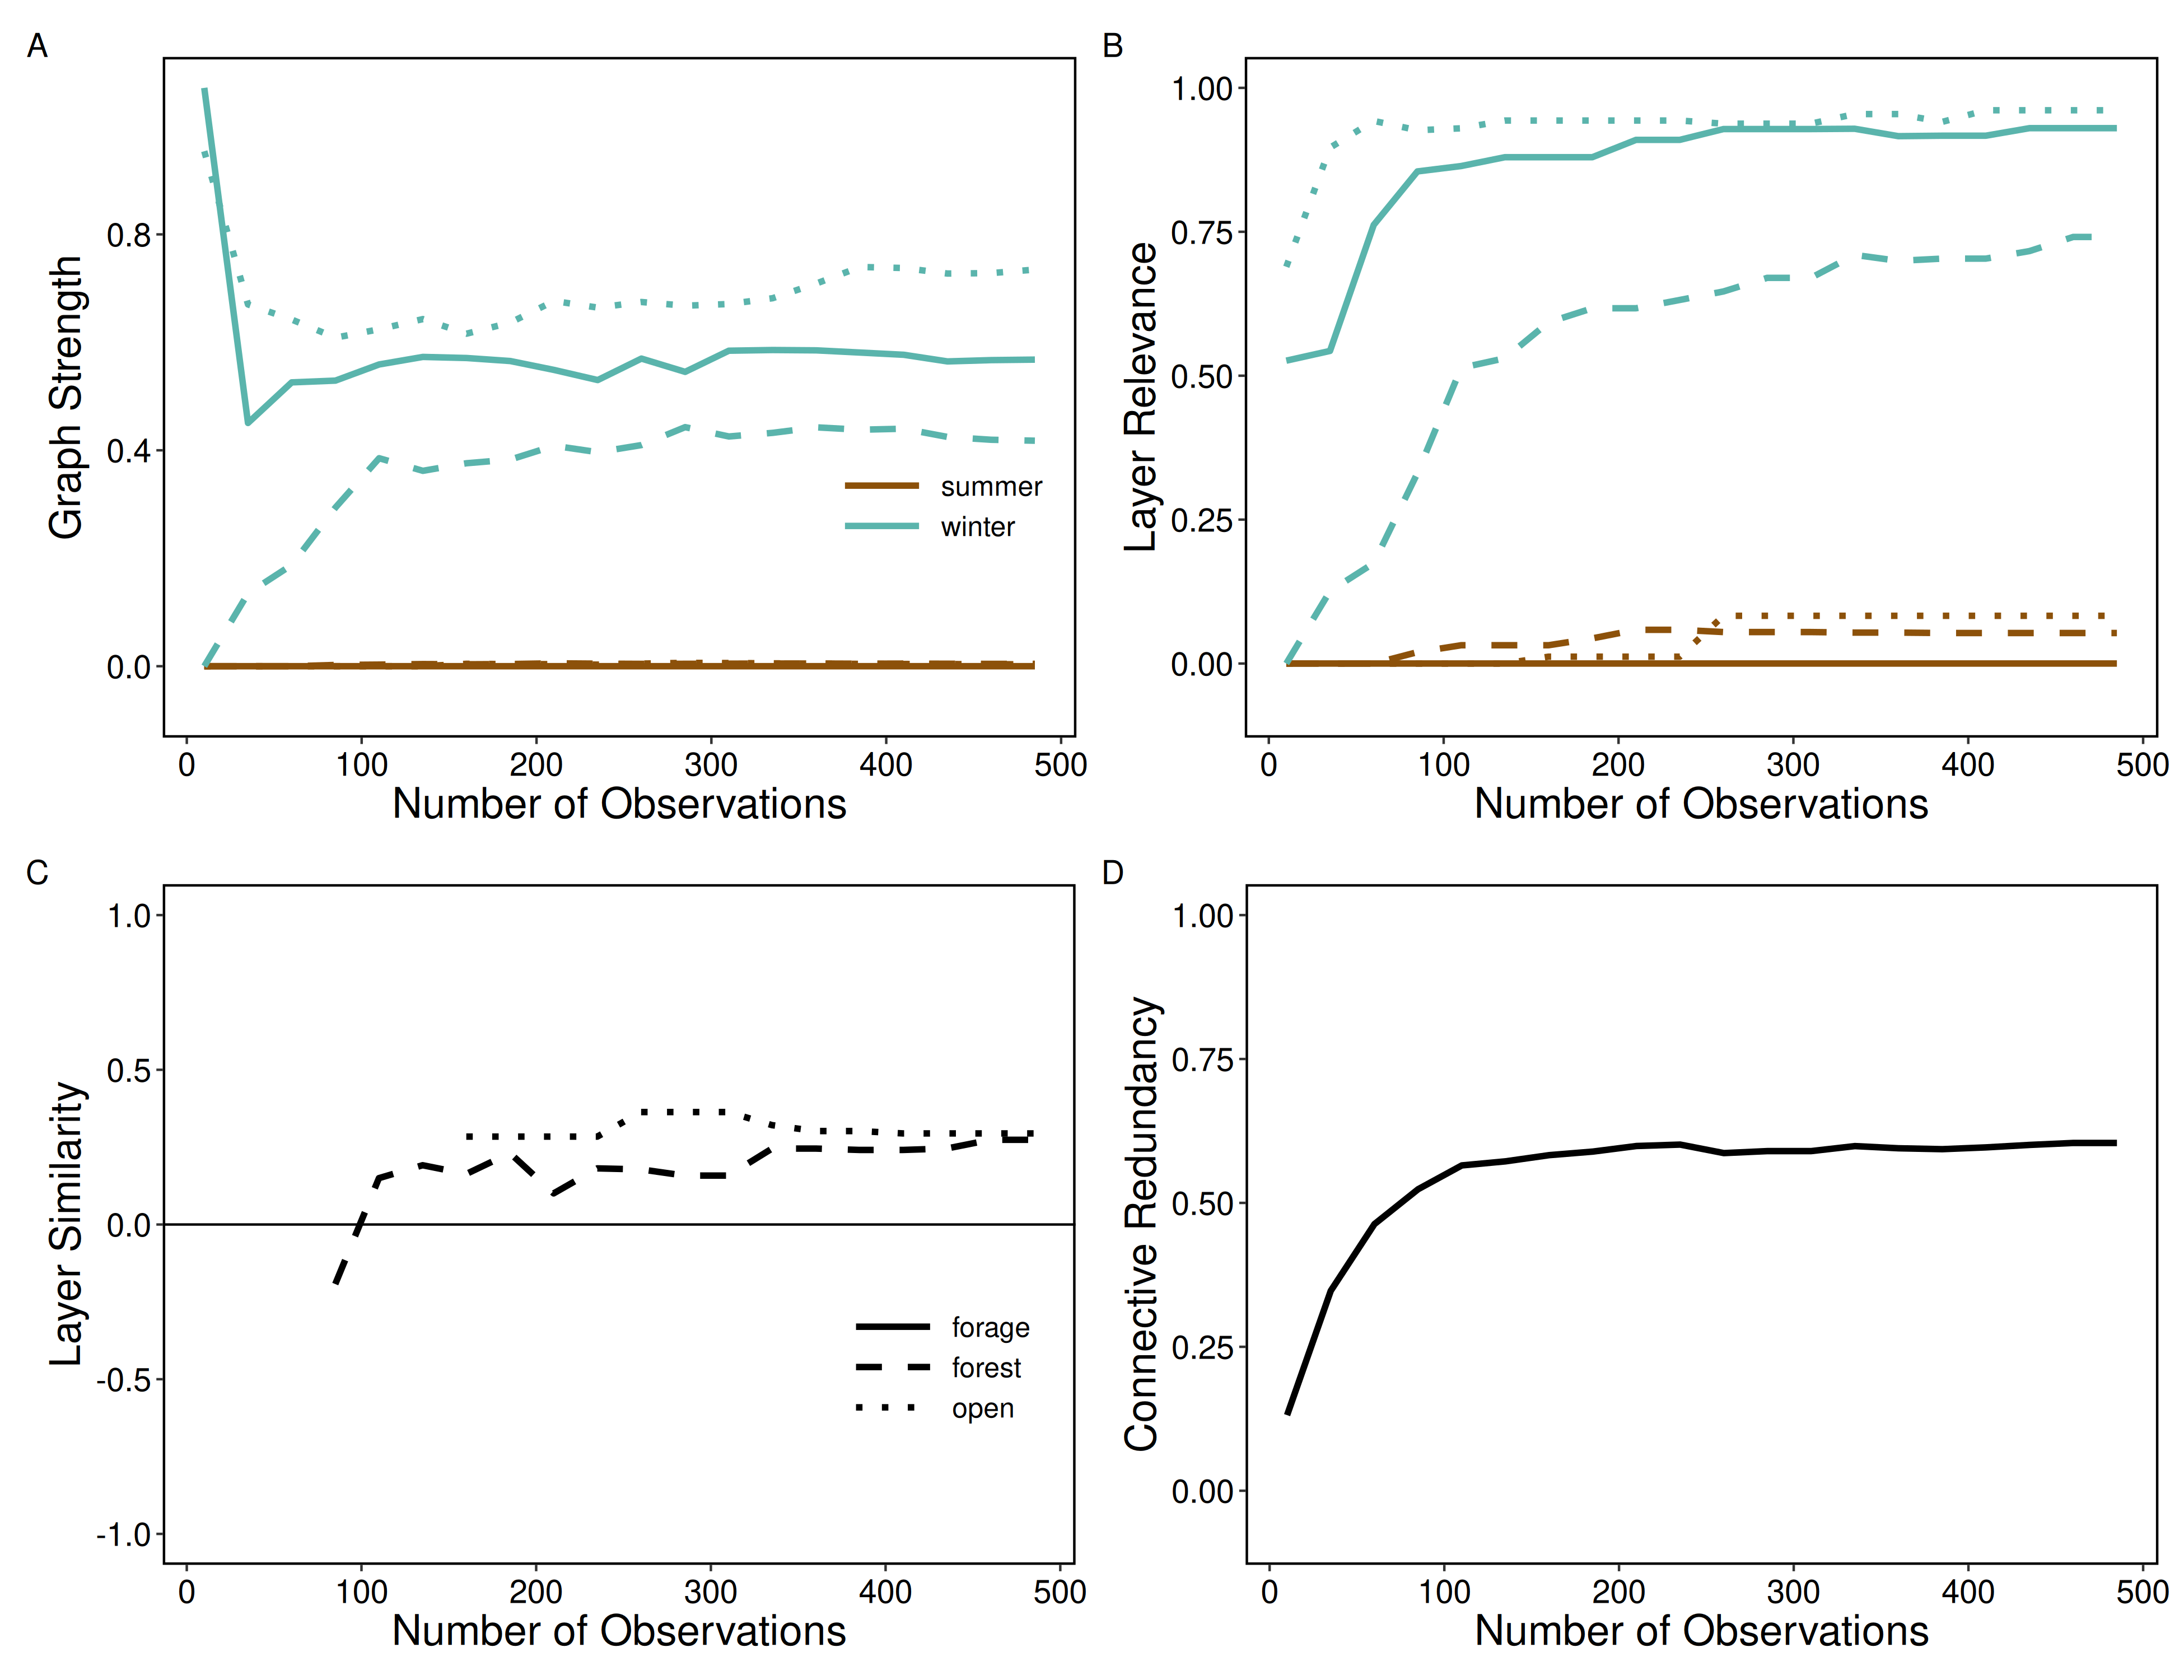 A
Graph Strength
0.8
0.4
0.0
summer
winter
0 100 200 300 400 500
Number of Observations
B
Layer Relevance
1.00
0.75
0.50
0.25
0.00
0 100 200 300 400 500
Number of Observations
C
Layer Similarity
1.0
0.5
0.0
-0.5
-1.0
forage
forest
open
0 100 200 300 400 500
Number of Observations
D
Connective Redundancy
1.00
0.75
0.50
0.25
0.00
0 100 200 300 400 500
Number of Observations